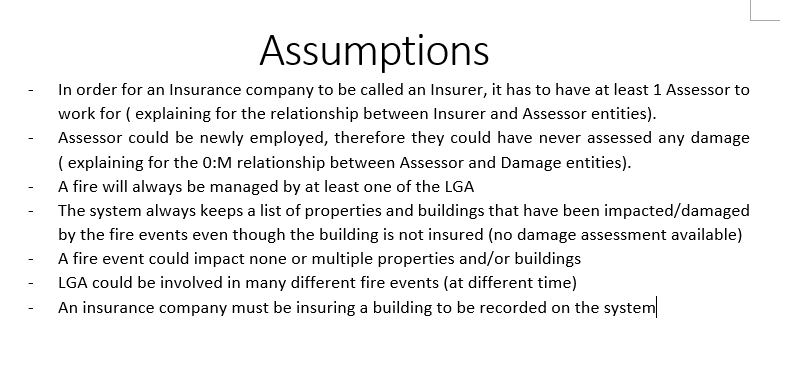 Assumptions
- In order for an Insurance company to be called an Insurer, it has to have at least 1 Assessor to
work for ( explaining for the relationship between Insurer and Assessor entities).
- Assessor could be newly employed, therefore they could have never assessed any damage
( explaining for the 0:M relationship between Assessor and Damage entities).
- A fire will always be managed by at least one of the LGA
- The system always keeps a list of properties and buildings that have been impacted/damaged
by the fire events even though the building is not insured (no damage assessment available)
- A fire event could impact none or multiple properties and/or buildings
- LGA could be involved in many different fire events (at different time)
- An insurance company must be insuring a building to be recorded on the system